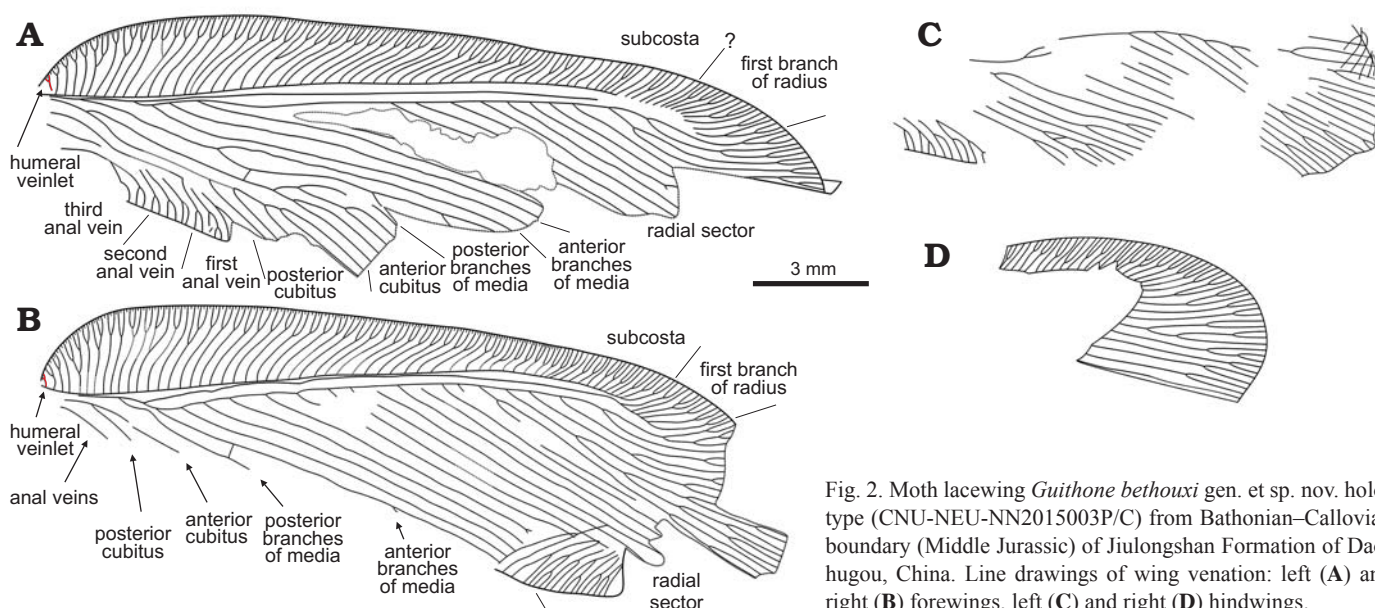 A
subcosta
?
first branch
of radius
humeral
veinlet
third
anal vein
second
anal vein
first
anal vein
posterior
cubitus
anterior
cubitus
posterior
branches
of media
anterior
branches
of media
radial sector
3 mm
B
subcosta
first branch
of radius
humeral
veinlet
anal veins
posterior
cubitus
anterior
cubitus
posterior
branches
of media
anterior
branches
of media
radial
sector
C
D
Fig. 2. Moth lacewing Guithone bethouxi gen. et sp. nov. holo-
type (CNU-NEU-NN2015003P/C) from Bathonian–Callovia
boundary (Middle Jurassic) of Jiulongshan Formation of Dao
hugou, China. Line drawings of wing venation: left (A) an
right (B) forewings, left (C) and right (D) hindwings.